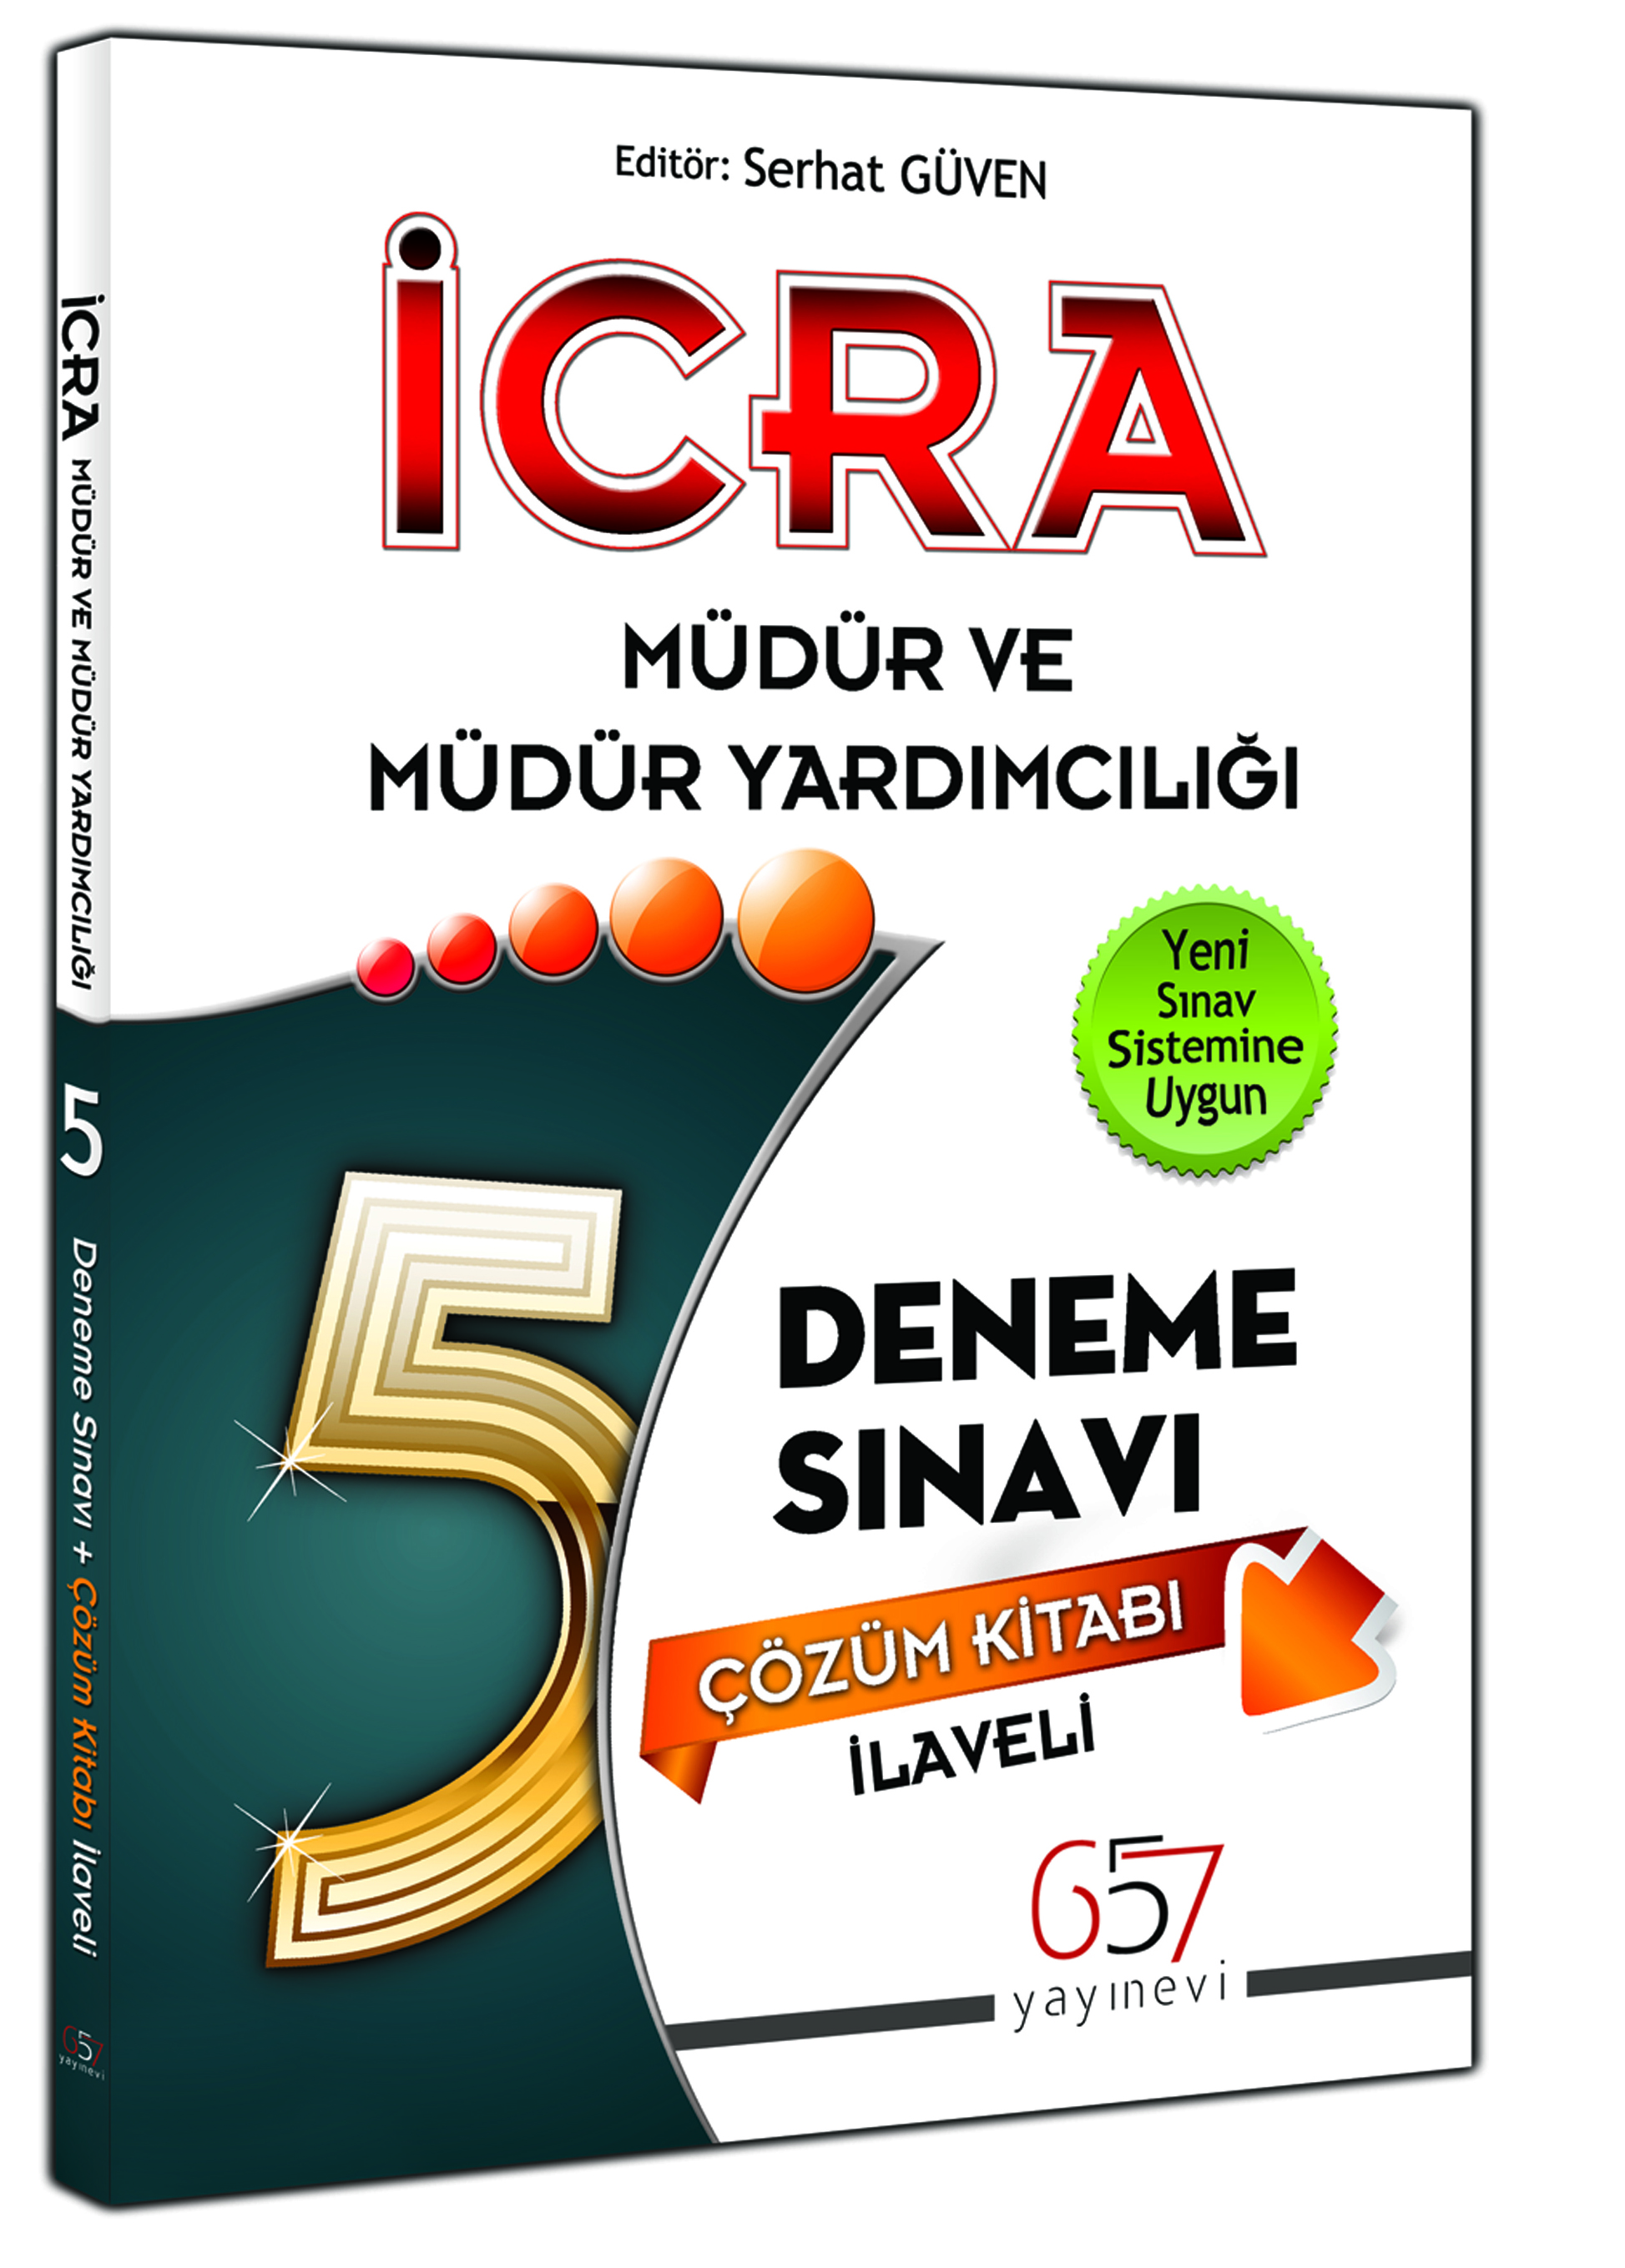 Editör: Serhat GÜVEN
İCRA
MÜDÜR VE
MÜDÜR YARDIMCILIĞI
Yeni
Sınav
Sistemine
Uygun
5
DENEME
SINAVI
ÇÖZÜM KİTABI
İLAVELİ
657
yayınevi
İCRA MÜDÜR VE MÜDÜR YARDIMCILIĞI 5 Deneme Sınavı + Çözüm Kitabı İlaveli
657
yayınevi